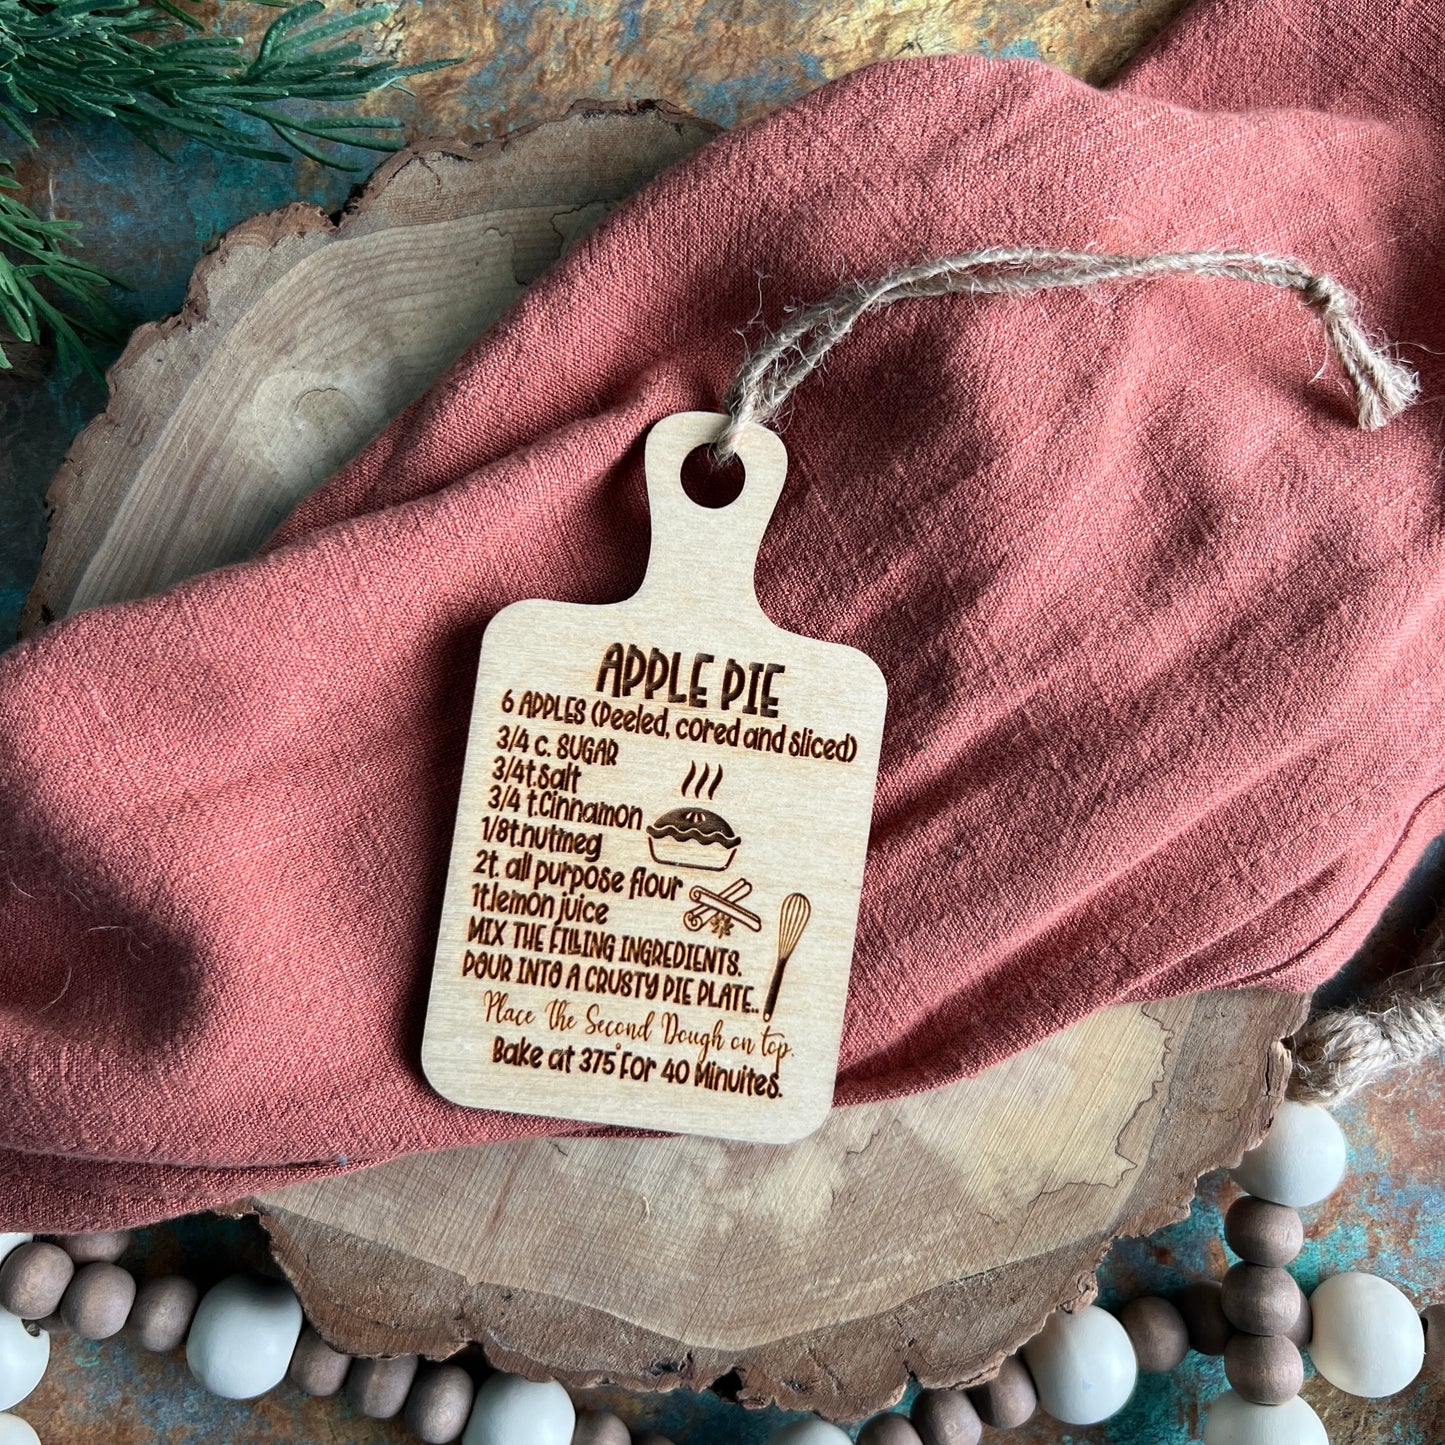 APPLE PIE
6 APPLES (Peeled, cored and sliced)
3/4 c. SUGAR
3/4t.Salt
3/4 t.Cinnamon
1/8t.nutmeg
2t. all purpose flour
1t.lemon juice
MIX THE FILLING INGREDIENTS.
POUR INTO A CRUSTY PIE PLATE..
Place The Second Dough on top.
Bake at 375° For 40 Minuites.